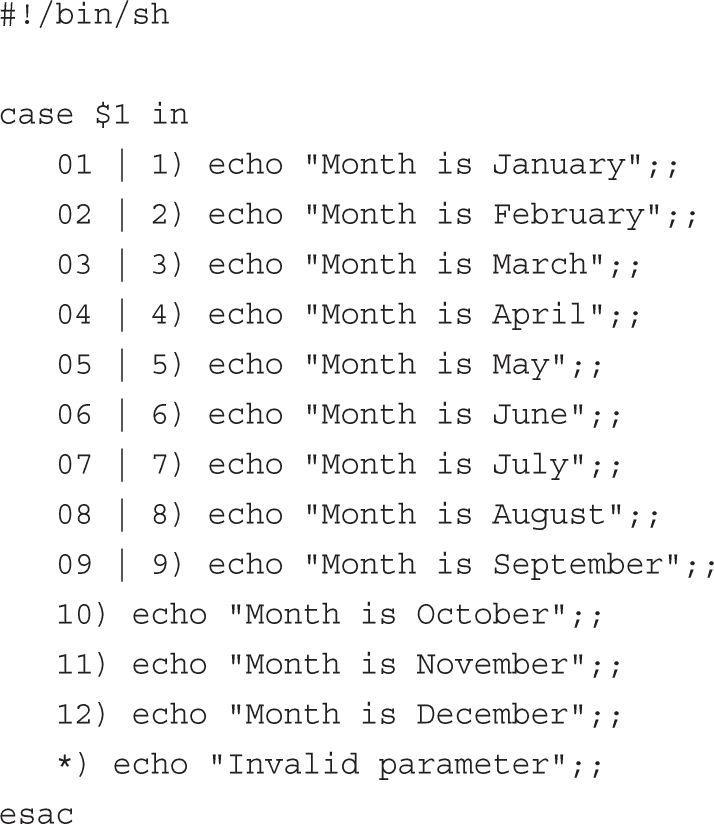 #!/bin/sh

case $1 in
   01 | 1) echo "Month is January";;
   02 | 2) echo "Month is February";;
   03 | 3) echo "Month is March";;
   04 | 4) echo "Month is April";;
   05 | 5) echo "Month is May";;
   06 | 6) echo "Month is June";;
   07 | 7) echo "Month is July";;
   08 | 8) echo "Month is August";;
   09 | 9) echo "Month is September";;
   10) echo "Month is October";;
   11) echo "Month is November";;
   12) echo "Month is December";;
   *) echo "Invalid parameter";;
esac